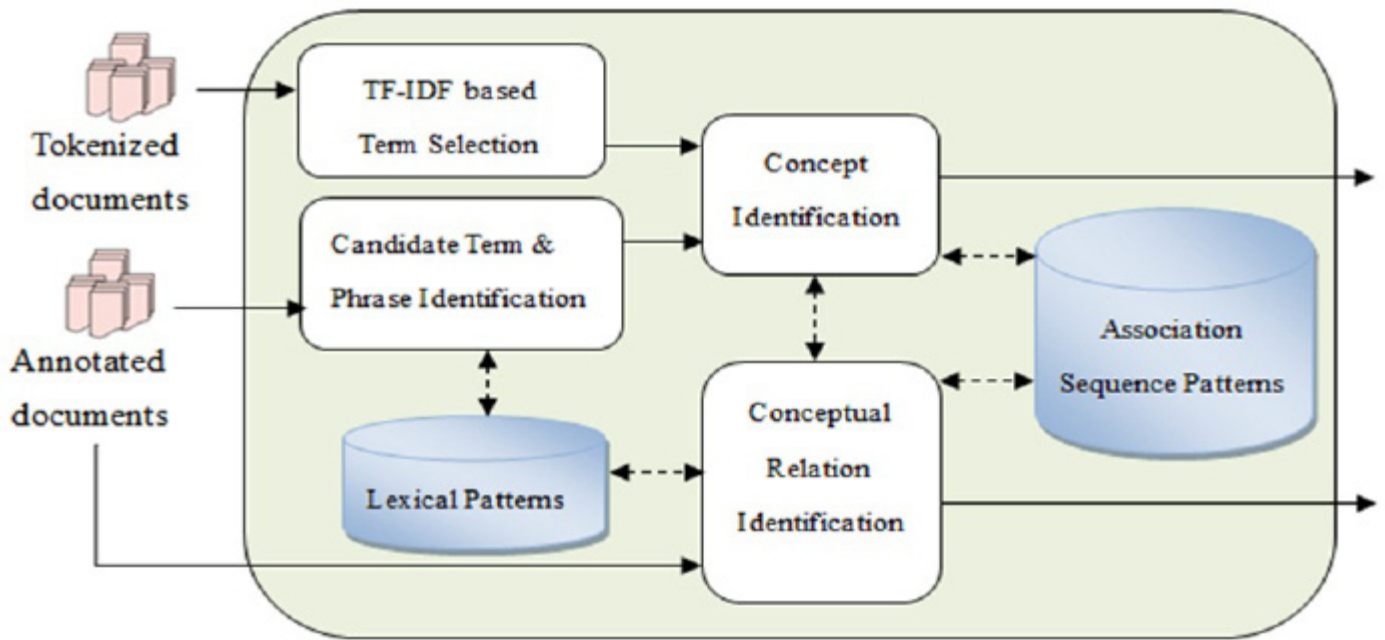 Tokenized
documents
Annotated
documents
TF-IDF based
Term Selection
Candidate Term &
Phrase Identification
Lexical Patterns
Concept
Identification
Conceptual
Relation
Identification
Association
Sequence Patterns